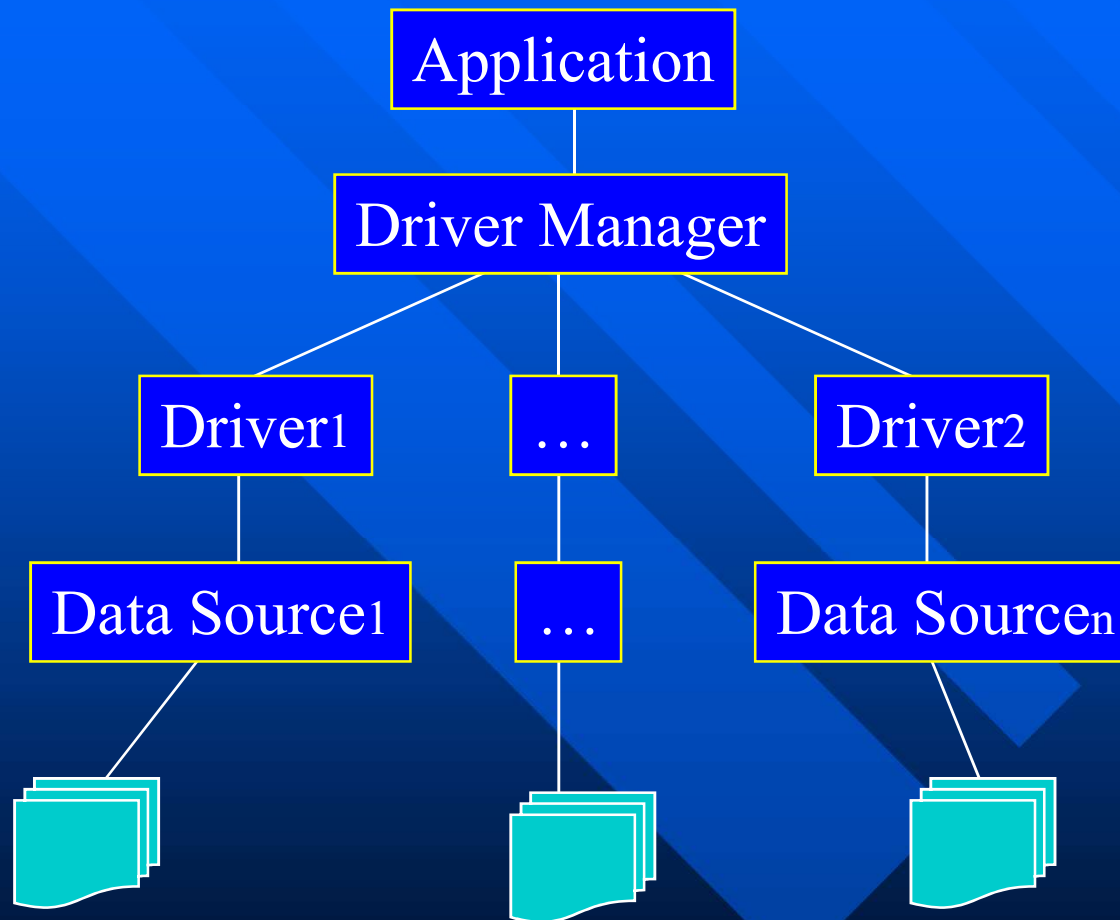 Application
Driver Manager
Driver1 … Driver2
Data Source1 … Data Sourcen